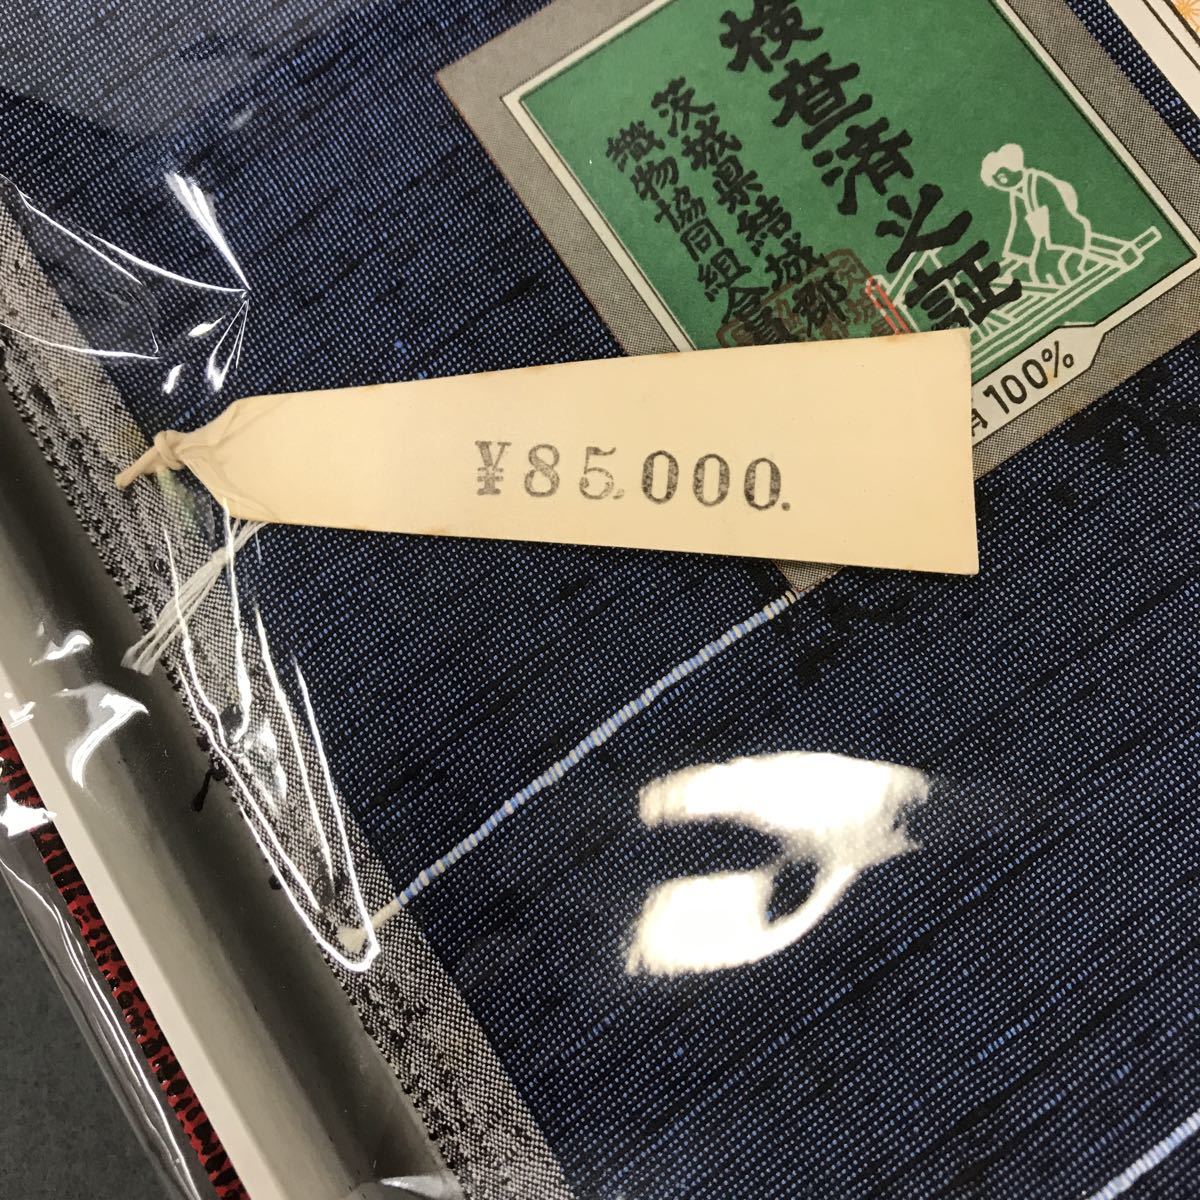 検査済之証
茨城県結城郡
織物協同組合
100%
¥85,000.